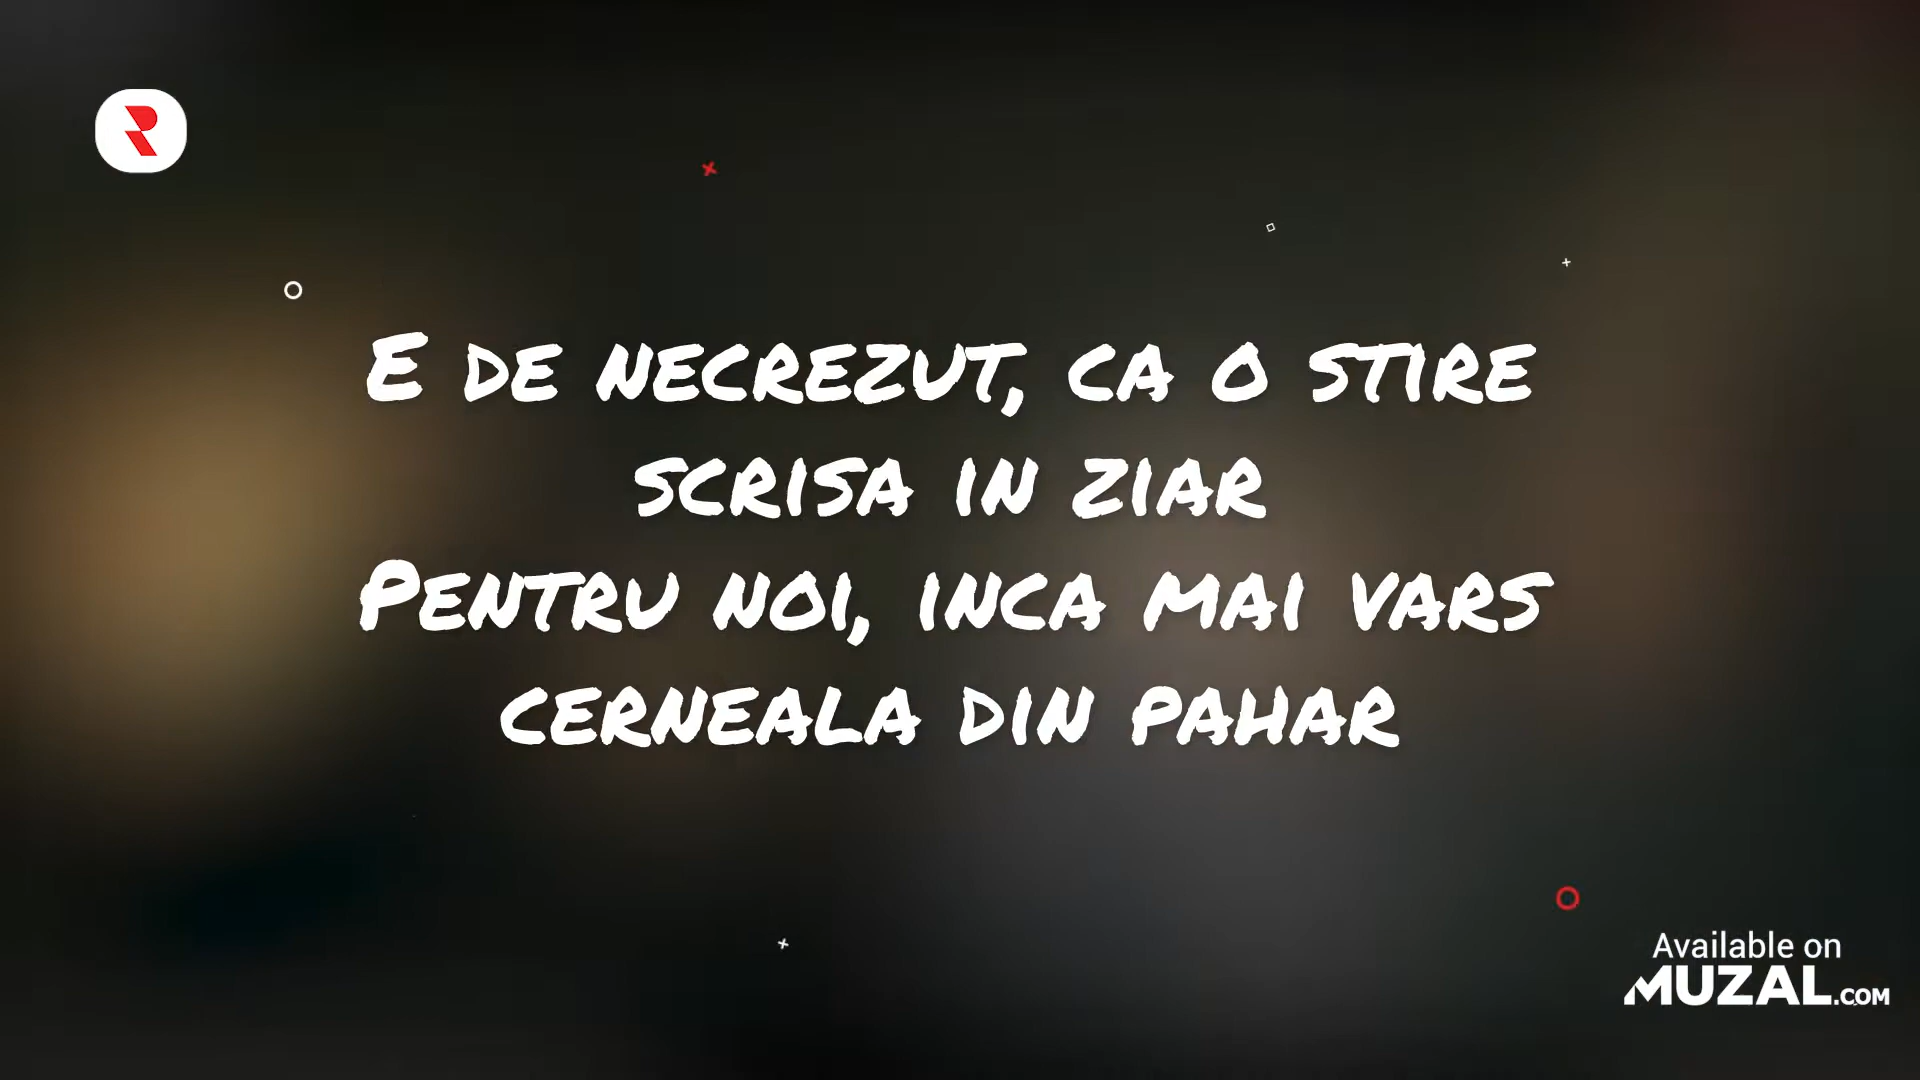 R
E DE NECREZUT, CA O STIRE
SCRISA IN ZIAR
PENTRU NOI, INCA MAI VARS
CERNEALA DIN PAHAR
Available on
MUZAL.COM